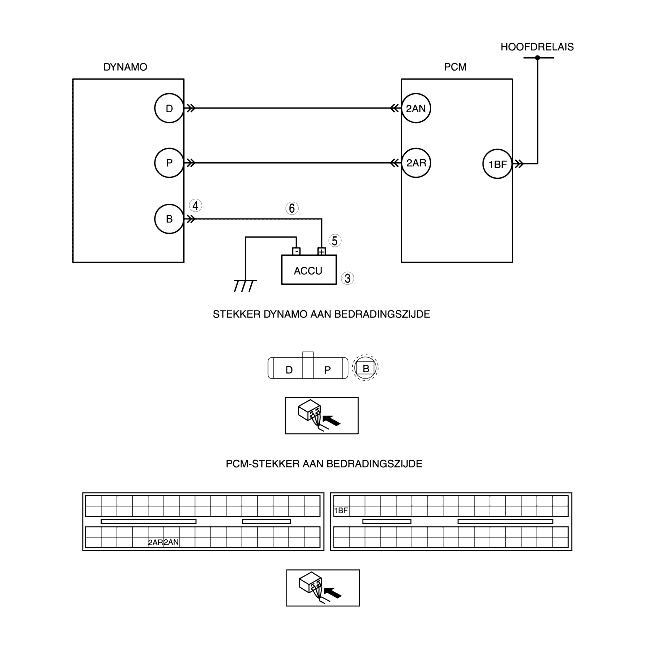 HOOFDRELAIS
DYNAMO
PCM
D
2AN
P
2AR
1BF
B
4
6
5
- +
ACCU
3
STEKKER DYNAMO AAN BEDRADINGSZIJDE
D P B
PCM-STEKKER AAN BEDRADINGSZIJDE
1BF
2AR 2AN